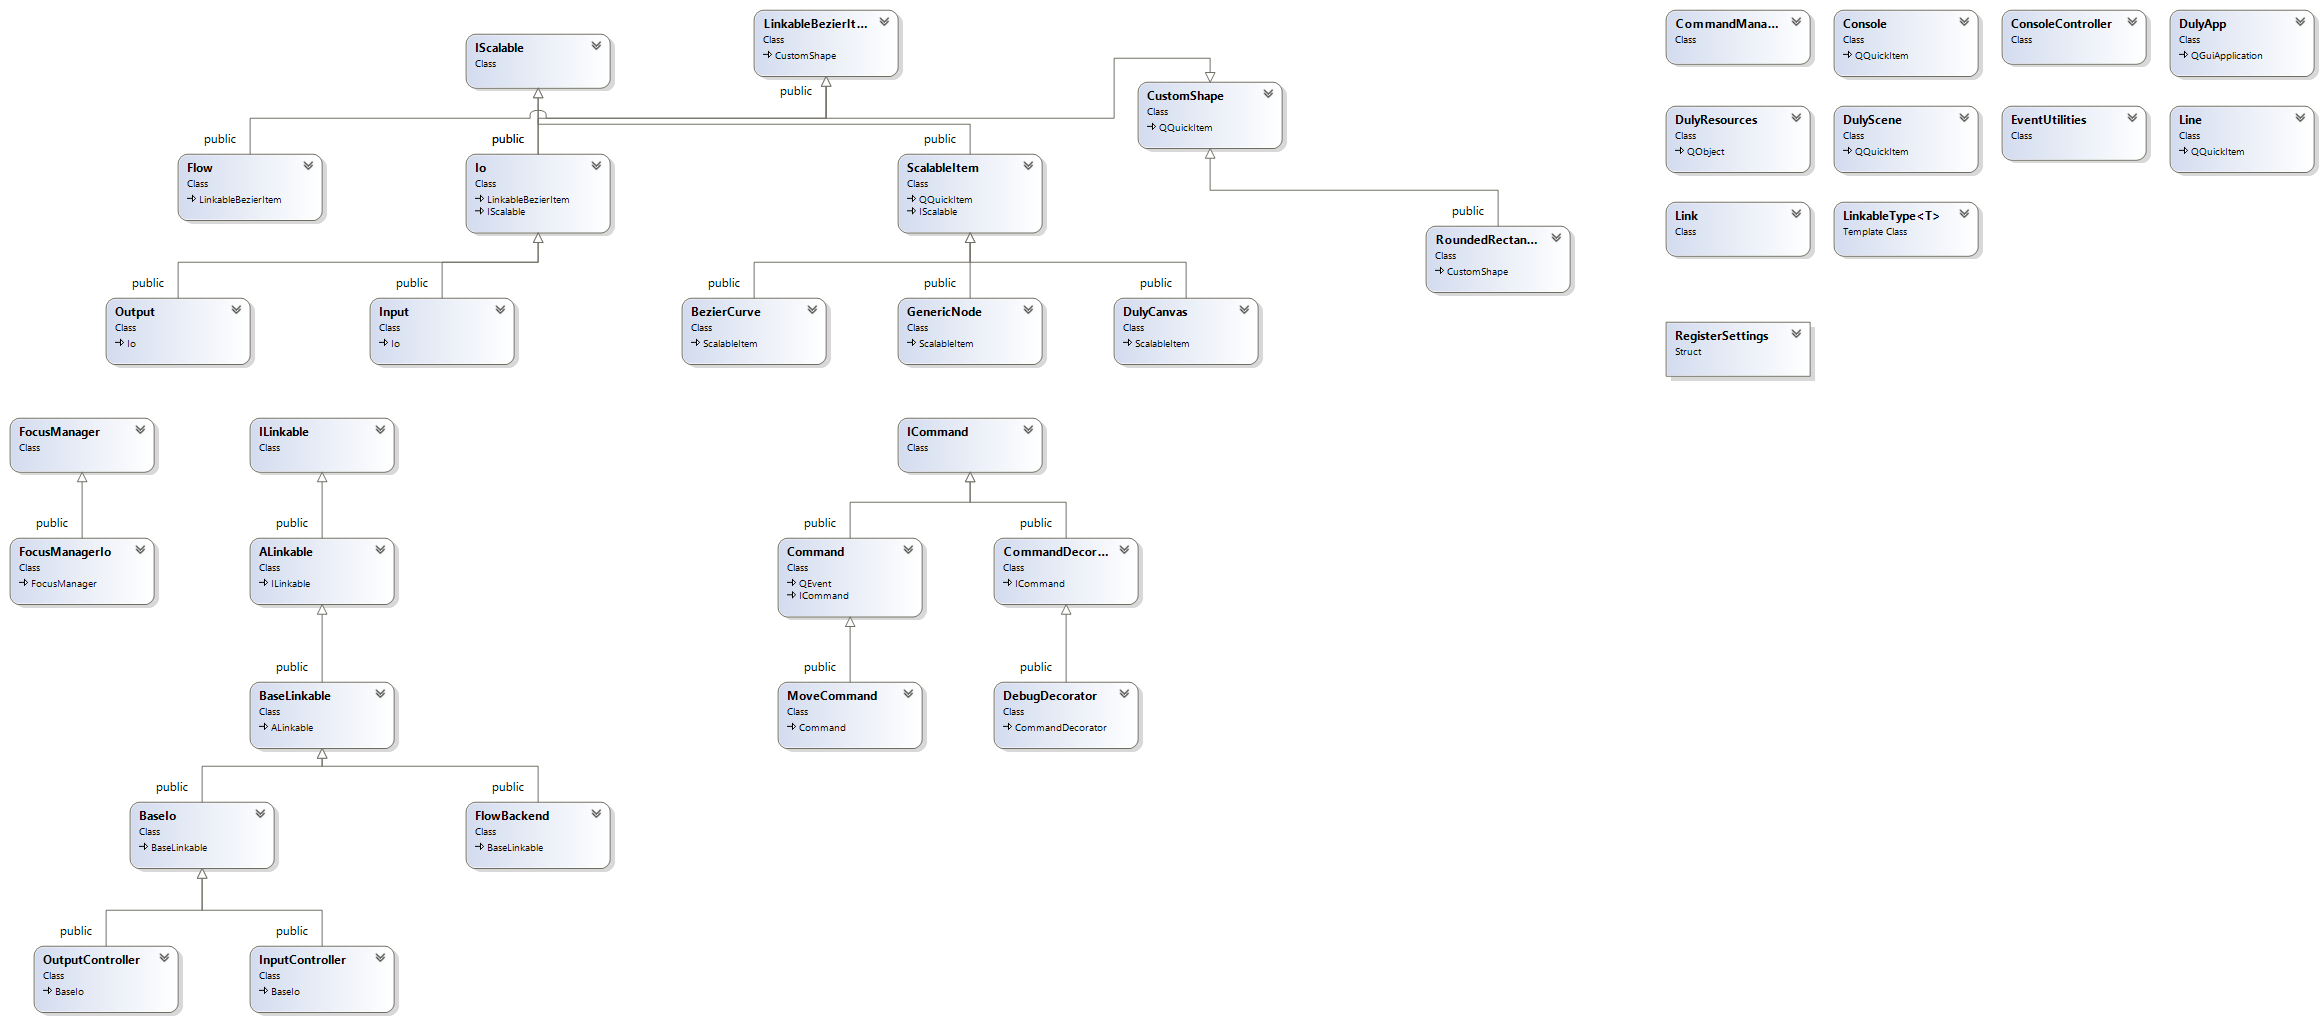 LinkableBezierIt...
Class
CustomShape
public
IScalable
Class
CustomShape
Class
QQuickItem
CommandMana...
Class
Console
Class
QQuickItem
ConsoleController
Class
DulyApp
Class
QGuiApplication
DulyResources
Class
QObject
DulyScene
Class
QQuickItem
EventUtilities
Class
Line
Class
QQuickItem
Link
Class
LinkableType<T>
Template Class
RegisterSettings
Struct
public
Flow
Class
LinkableBezierItem
public
Io
Class
LinkableBezierItem
IScalable
public
ScalableItem
Class
QQuickItem
IScalable
public
RoundedRectan...
Class
CustomShape
public
Output
Class
Io
public
Input
Class
Io
public
BezierCurve
Class
ScalableItem
public
GenericNode
Class
ScalableItem
public
DulyCanvas
Class
ScalableItem
FocusManager
Class
ILinkable
Class
ICommand
Class
public
FocusManagerIo
Class
FocusManager
public
ALinkable
Class
ILinkable
public
Command
Class
QEvent
ICommand
public
CommandDecor...
Class
ICommand
public
BaseLinkable
Class
ALinkable
public
MoveCommand
Class
Command
public
DebugDecorator
Class
CommandDecorator
public
BaseIo
Class
BaseLinkable
public
FlowBackend
Class
BaseLinkable
public
OutputController
Class
BaseIo
public
InputController
Class
BaseIo